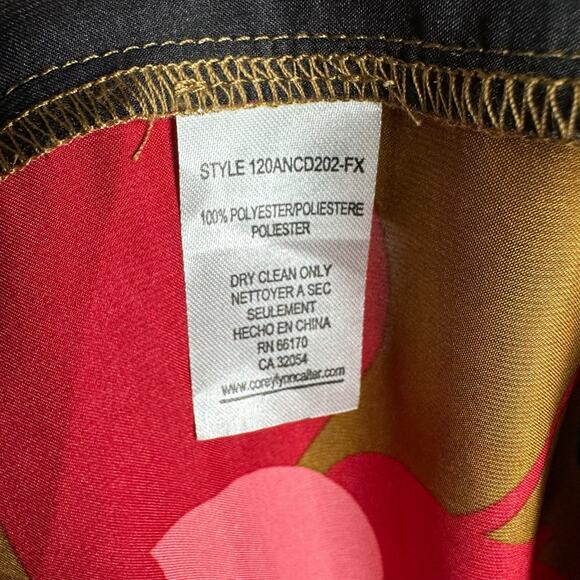 STYLE 120ANCD202-FX
100% POLYESTER/POLIESTERE
POLIESTER
DRY CLEAN ONLY
NETTOYER A SEC
SEULEMENT
HECHO EN CHINA
RN 66170
CA 32054
www.coreylynncalter.com